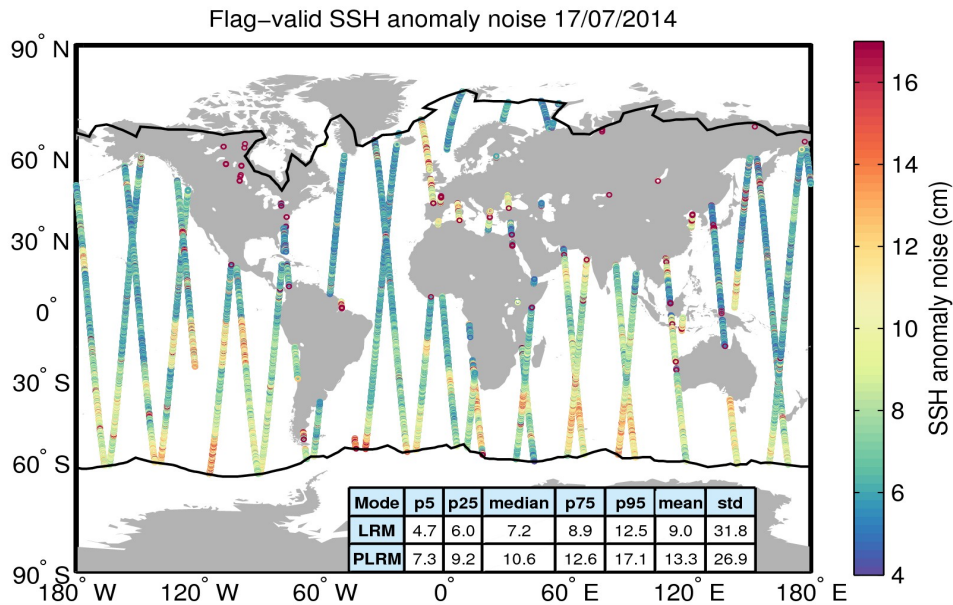 Flag−valid SSH anomaly noise 17/07/2014
90° N
60° N
30° N
0°
30° S
60° S
90° S
180° W
120° W
60° W
0°
60° E
120° E
180° E
Mode p5 p25 median p75 p95 mean std
LRM 4.7 6.0 7.2 8.9 12.5 9.0 31.8
PLRM 7.3 9.2 10.6 12.6 17.1 13.3 26.9
16
14
12
10
8
6
4
SSH anomaly noise (cm)